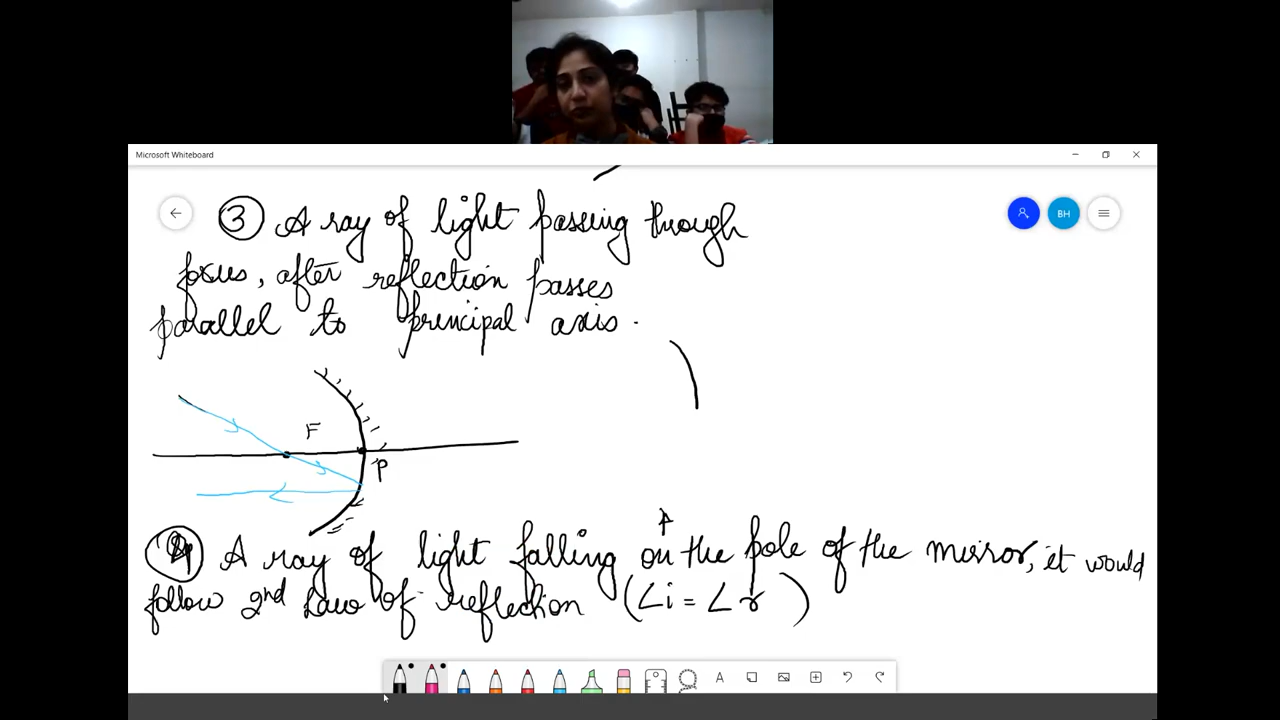 Microsoft Whiteboard
BH
③ A ray of light passing though
focus, after reflection passes
parallel to principal axis.
F
P
④ A ray of light falling on the pole of the mirror, it would
follow 2nd Law of reflection (∠i = ∠r)
A